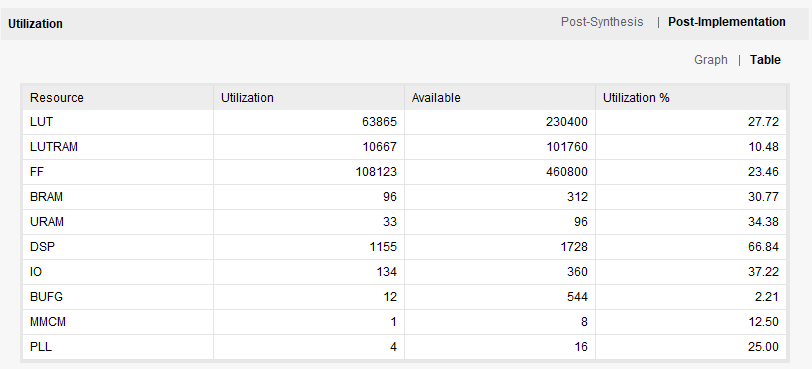 Utilization Post-Synthesis | Post-Implementation
Graph | Table
Resource Utilization Available Utilization %
LUT 63865 230400 27.72
LUTRAM 10667 101760 10.48
FF 108123 460800 23.46
BRAM 96 312 30.77
URAM 33 96 34.38
DSP 1155 1728 66.84
IO 134 360 37.22
BUFG 12 544 2.21
MMCM 1 8 12.50
PLL 4 16 25.00